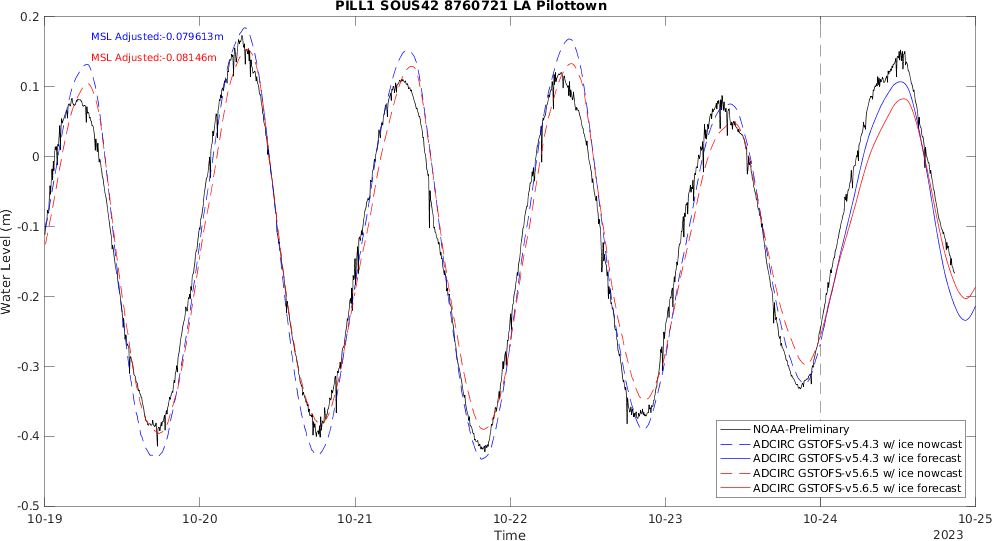 PILL1 SOUS42 8760721 LA Pilottown
MSL Adjusted:-0.079613m
MSL Adjusted:-0.08146m
0.2
0.1
0
-0.1
-0.2
-0.3
-0.4
-0.5
Water Level (m)
10-19
10-20
10-21
10-22
10-23
10-24
10-25
Time
2023
NOAA-Preliminary
ADCIRC GSTOFS-v5.4.3 w/ ice nowcast
ADCIRC GSTOFS-v5.4.3 w/ ice forecast
ADCIRC GSTOFS-v5.6.5 w/ ice nowcast
ADCIRC GSTOFS-v5.6.5 w/ ice forecast